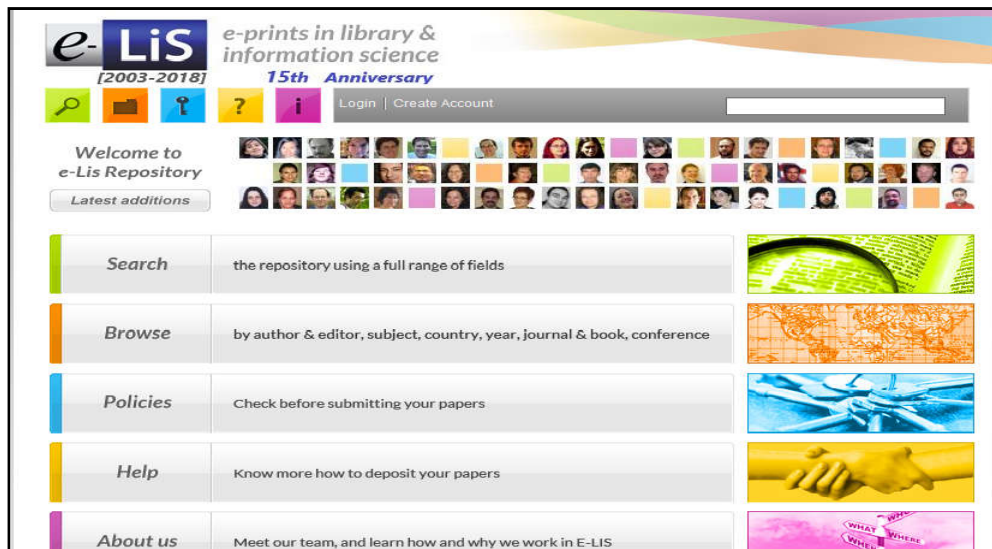 e-LiS
e-prints in library &
information science
[2003-2018]
15th Anniversary
?
i
Login | Create Account
Welcome to
e-Lis Repository
Latest additions
Search
the repository using a full range of fields
Browse
by author & editor, subject, country, year, journal & book, conference
Policies
Check before submitting your papers
Help
Know more how to deposit your papers
About us
Meet our team, and learn how and why we work in E-LIS
WHAT
WHERE
WHEN